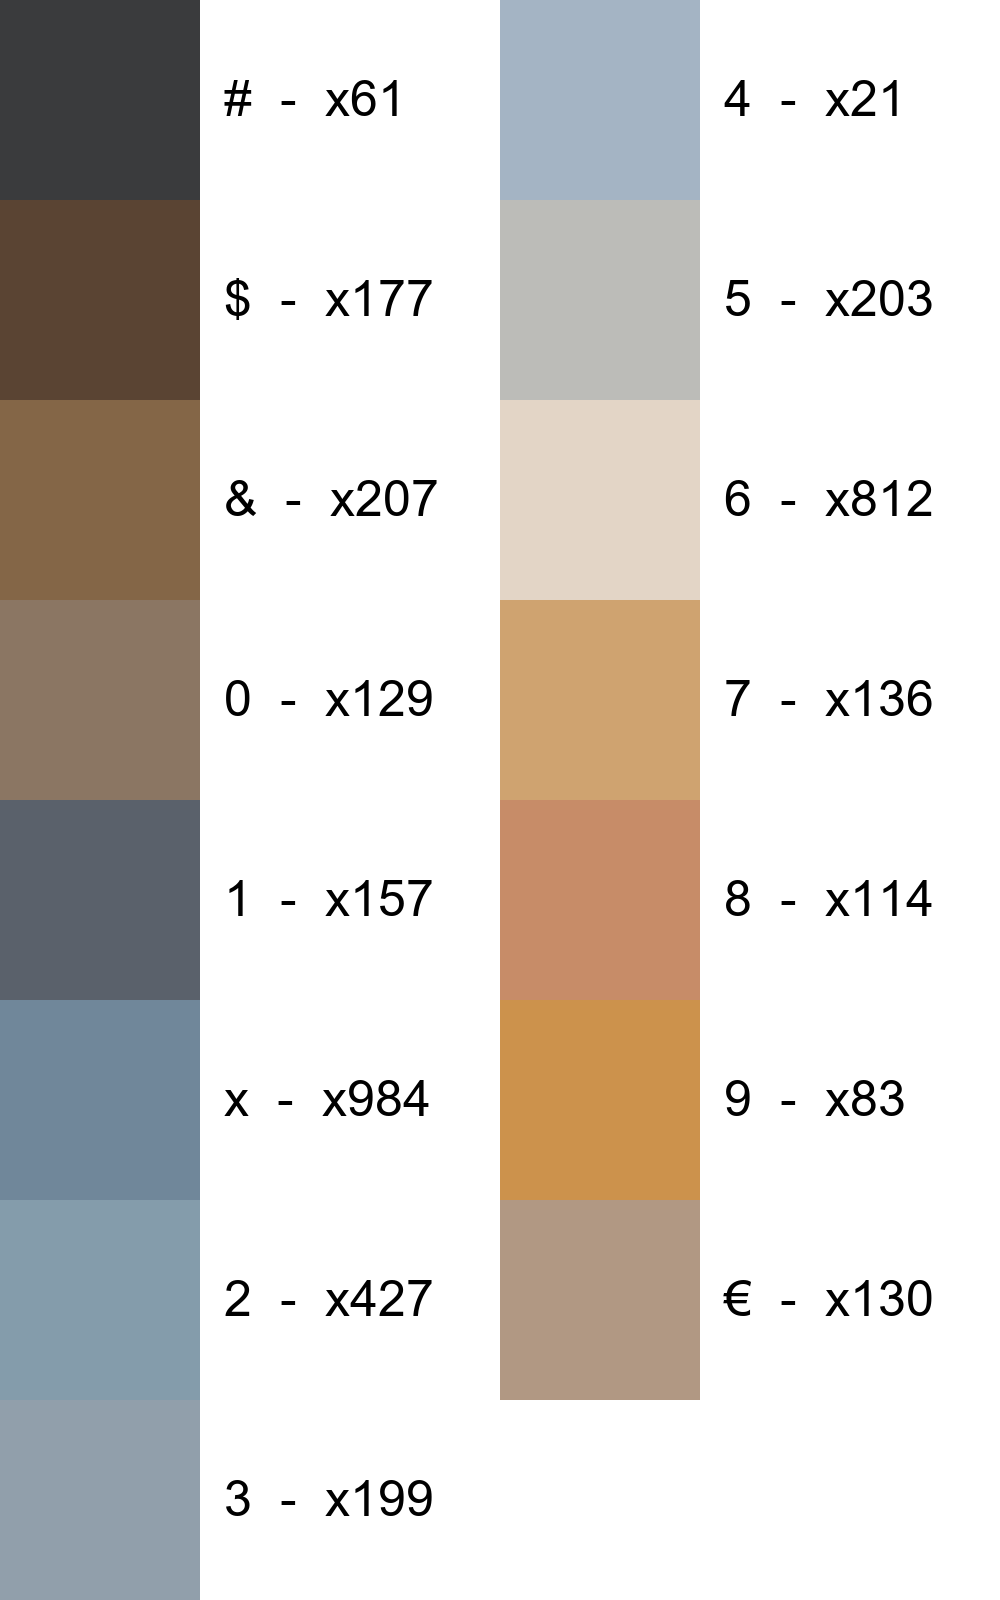 # - x61
$ - x177
& - x207
0 - x129
1 - x157
x - x984
2 - x427
3 - x199
4 - x21
5 - x203
6 - x812
7 - x136
8 - x114
9 - x83
€ - x130